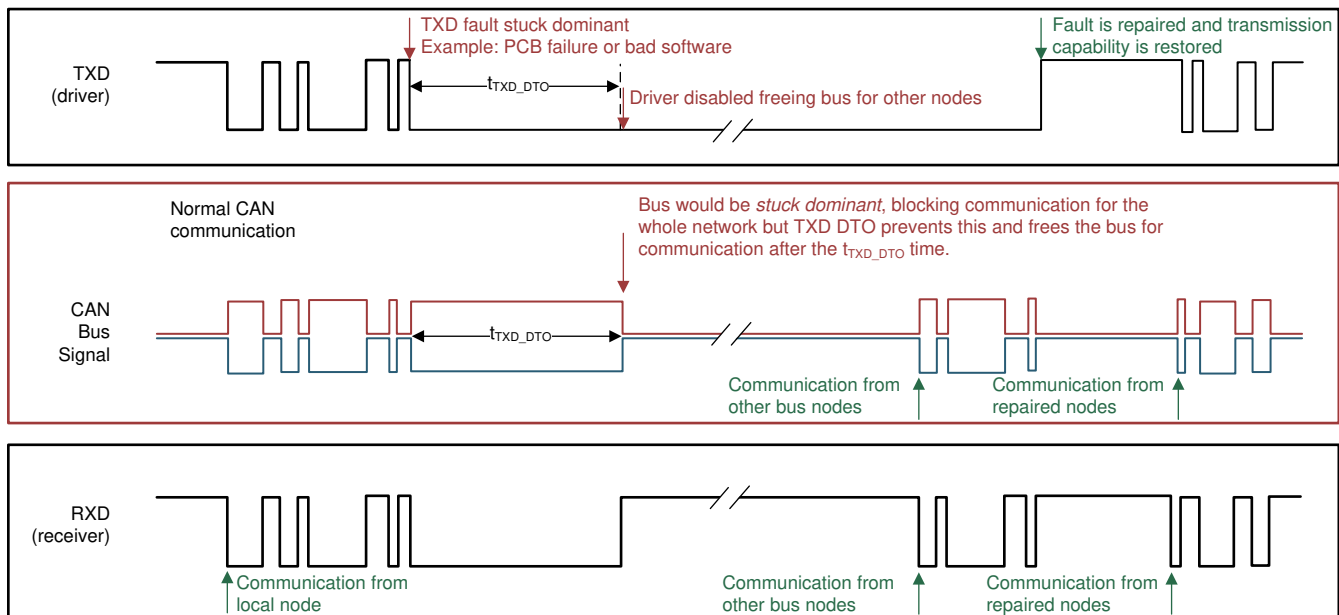 TXD fault stuck dominant
Example: PCB failure or bad software
Fault is repaired and transmission
capability is restored
TXD
(driver)
tTXD_DTO
Driver disabled freeing bus for other nodes
Normal CAN
communication
Bus would be stuck dominant, blocking communication for the
whole network but TXD DTO prevents this and frees the bus for
communication after the tTXD_DTO time.
CAN
Bus
Signal
tTXD_DTO
Communication from
other bus nodes
Communication from
repaired nodes
RXD
(receiver)
Communication from
local node
Communication from
other bus nodes
Communication from
repaired nodes